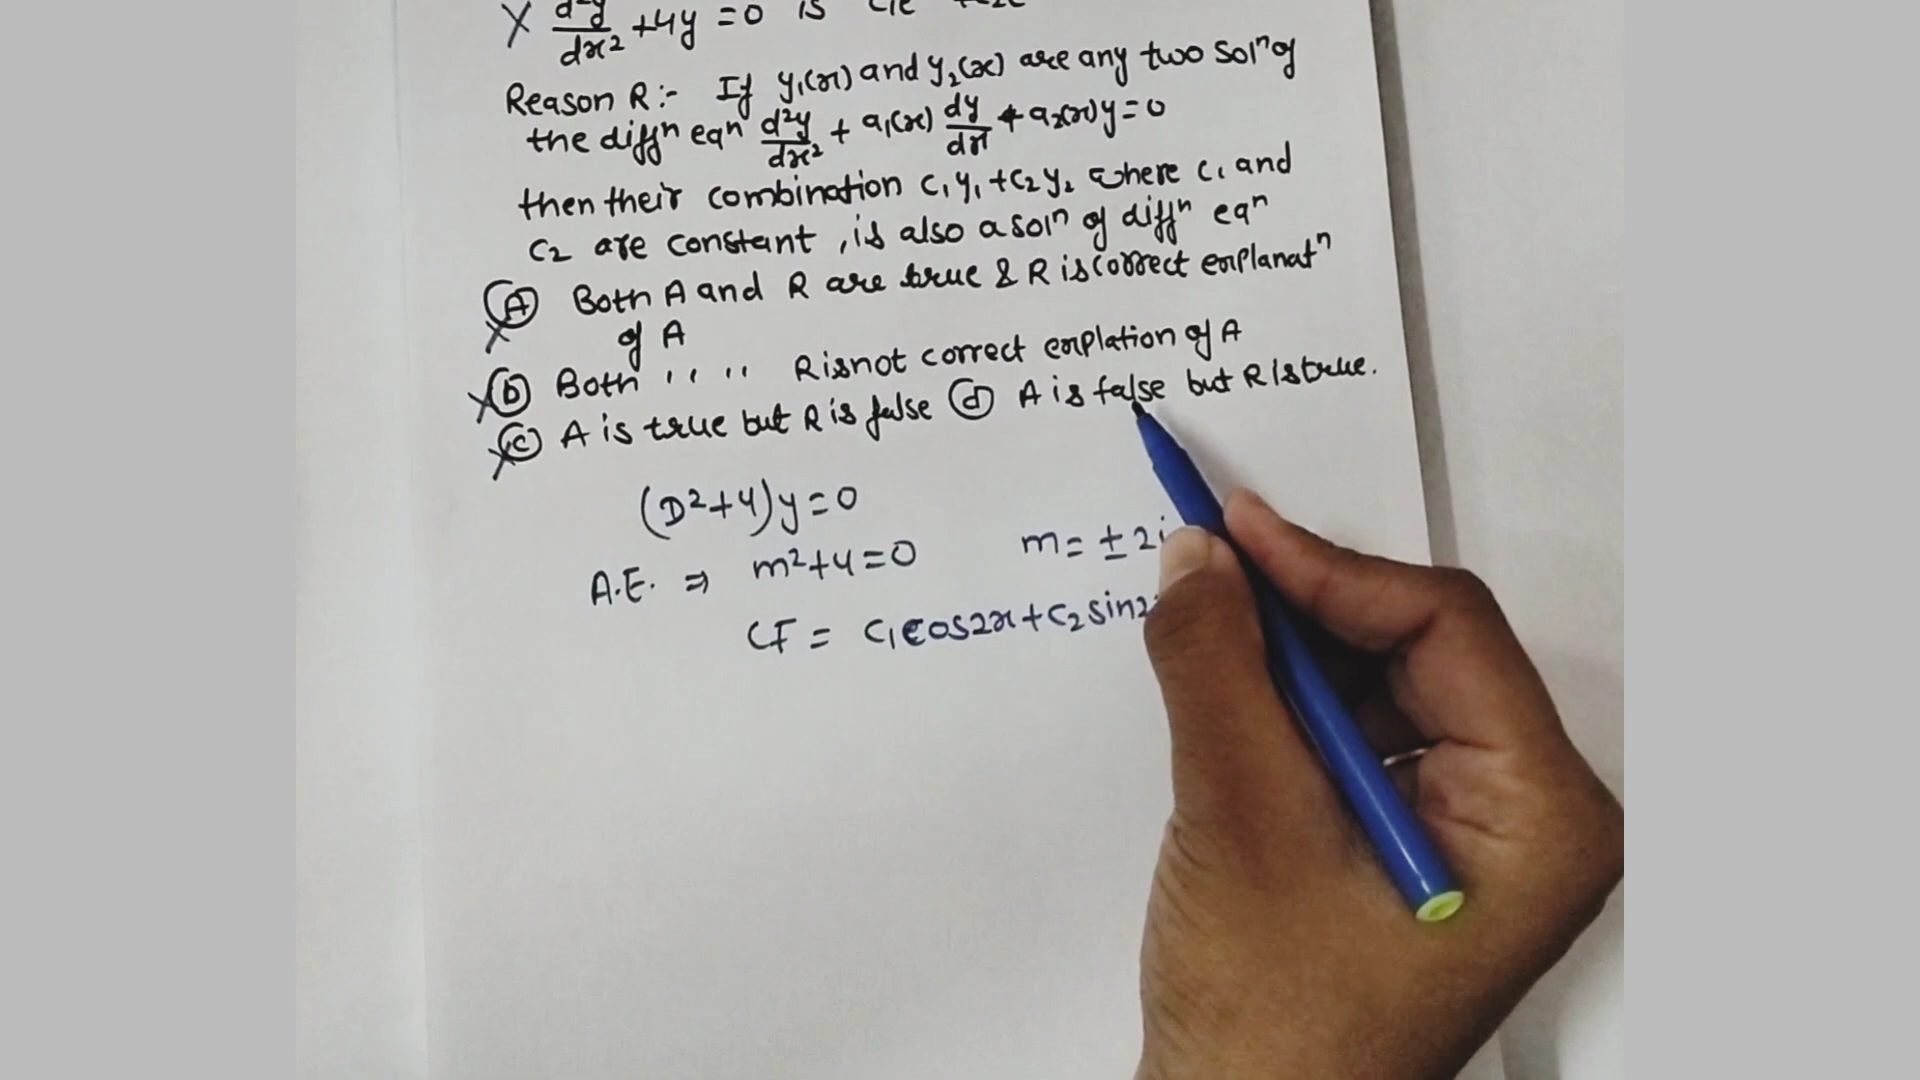 X d²y/dx² +4y =0 is
Reason R:- If y₁(x) and y₂(x) are any two solⁿ of
the diffⁿ eqⁿ d²y/dx² + a₁(x) dy/dx + a₂(x)y=0
then their combination c₁y₁+c₂y₂ where c₁ and
c₂ are constant, is also a solⁿ of diffⁿ eqⁿ
X (A) Both A and R are true & R is correct explanatⁿ
of A
X (b) Both ,, ,, R is not correct explation of A
X (c) A is true but R is false (d) A is false but R is true.
(D²+4)y=0
A.E. ⇒ m²+4=0 m= ± 2i
CF = c₁cos2x+c₂sin2